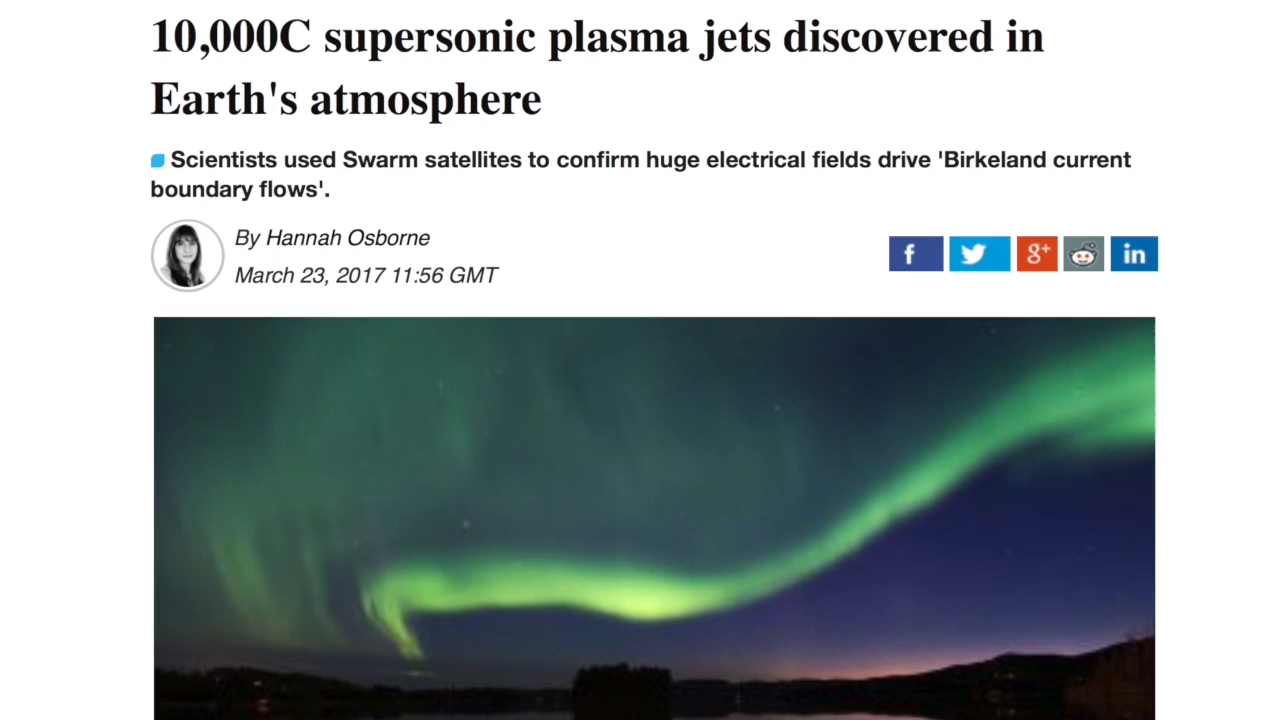 10,000C supersonic plasma jets discovered in
Earth's atmosphere
Scientists used Swarm satellites to confirm huge electrical fields drive 'Birkeland current
boundary flows'.
By Hannah Osborne
March 23, 2017 11:56 GMT
f
g+
in